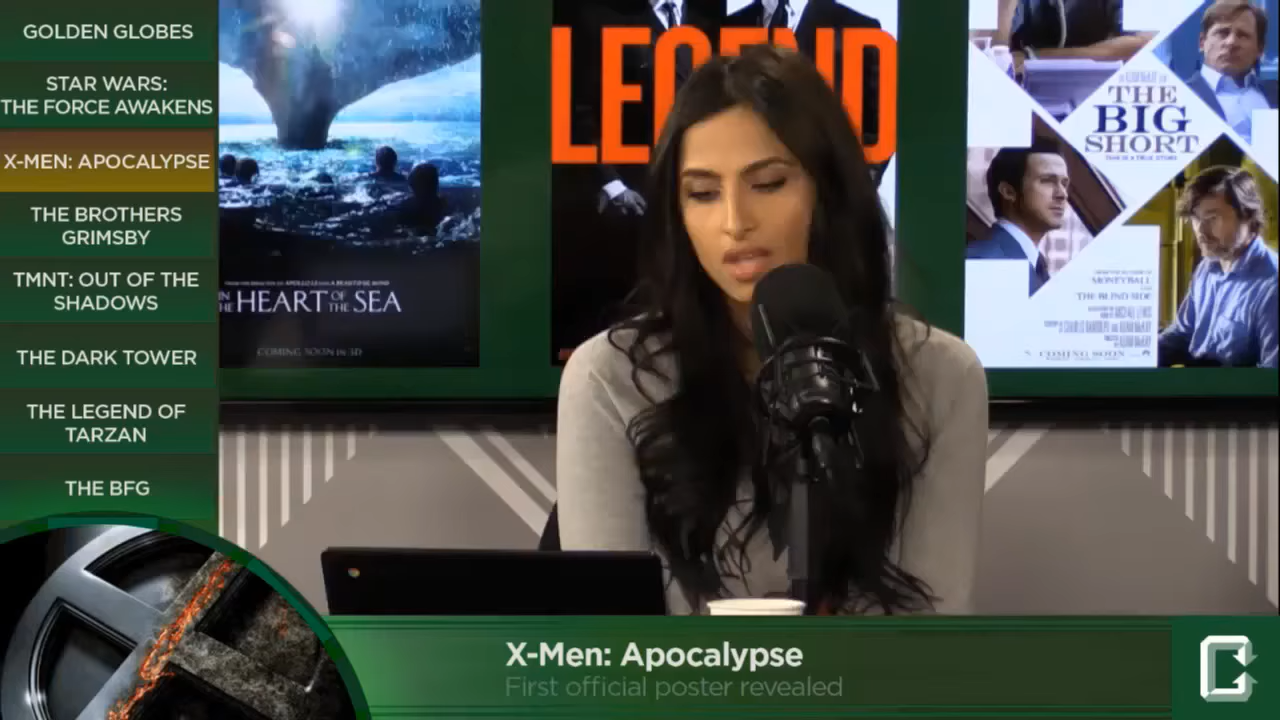 GOLDEN GLOBES
STAR WARS:
THE FORCE AWAKENS
X-MEN: APOCALYPSE
THE BROTHERS
GRIMSBY
TMNT: OUT OF THE
SHADOWS
THE DARK TOWER
THE LEGEND OF
TARZAN
THE BFG
IN THE HEART OF THE SEA
COMING SOON IN 3D
LEGEND
THE
BIG
SHORT
MONEYBALL
THE BLIND SIDE
COMING SOON
X-Men: Apocalypse
First official poster revealed